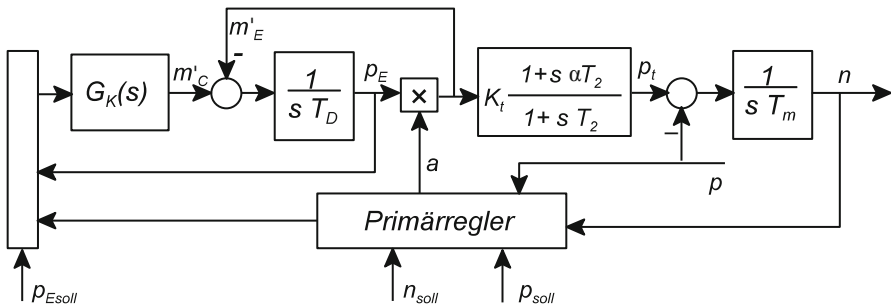 m'E
-
GK(s)
m'C
1
s TD
pE
×
Kt 1+s αT2
1+ s T2
pt
−
1
s Tm
n
a
p
Primärregler
pEsoll
nsoll
psoll